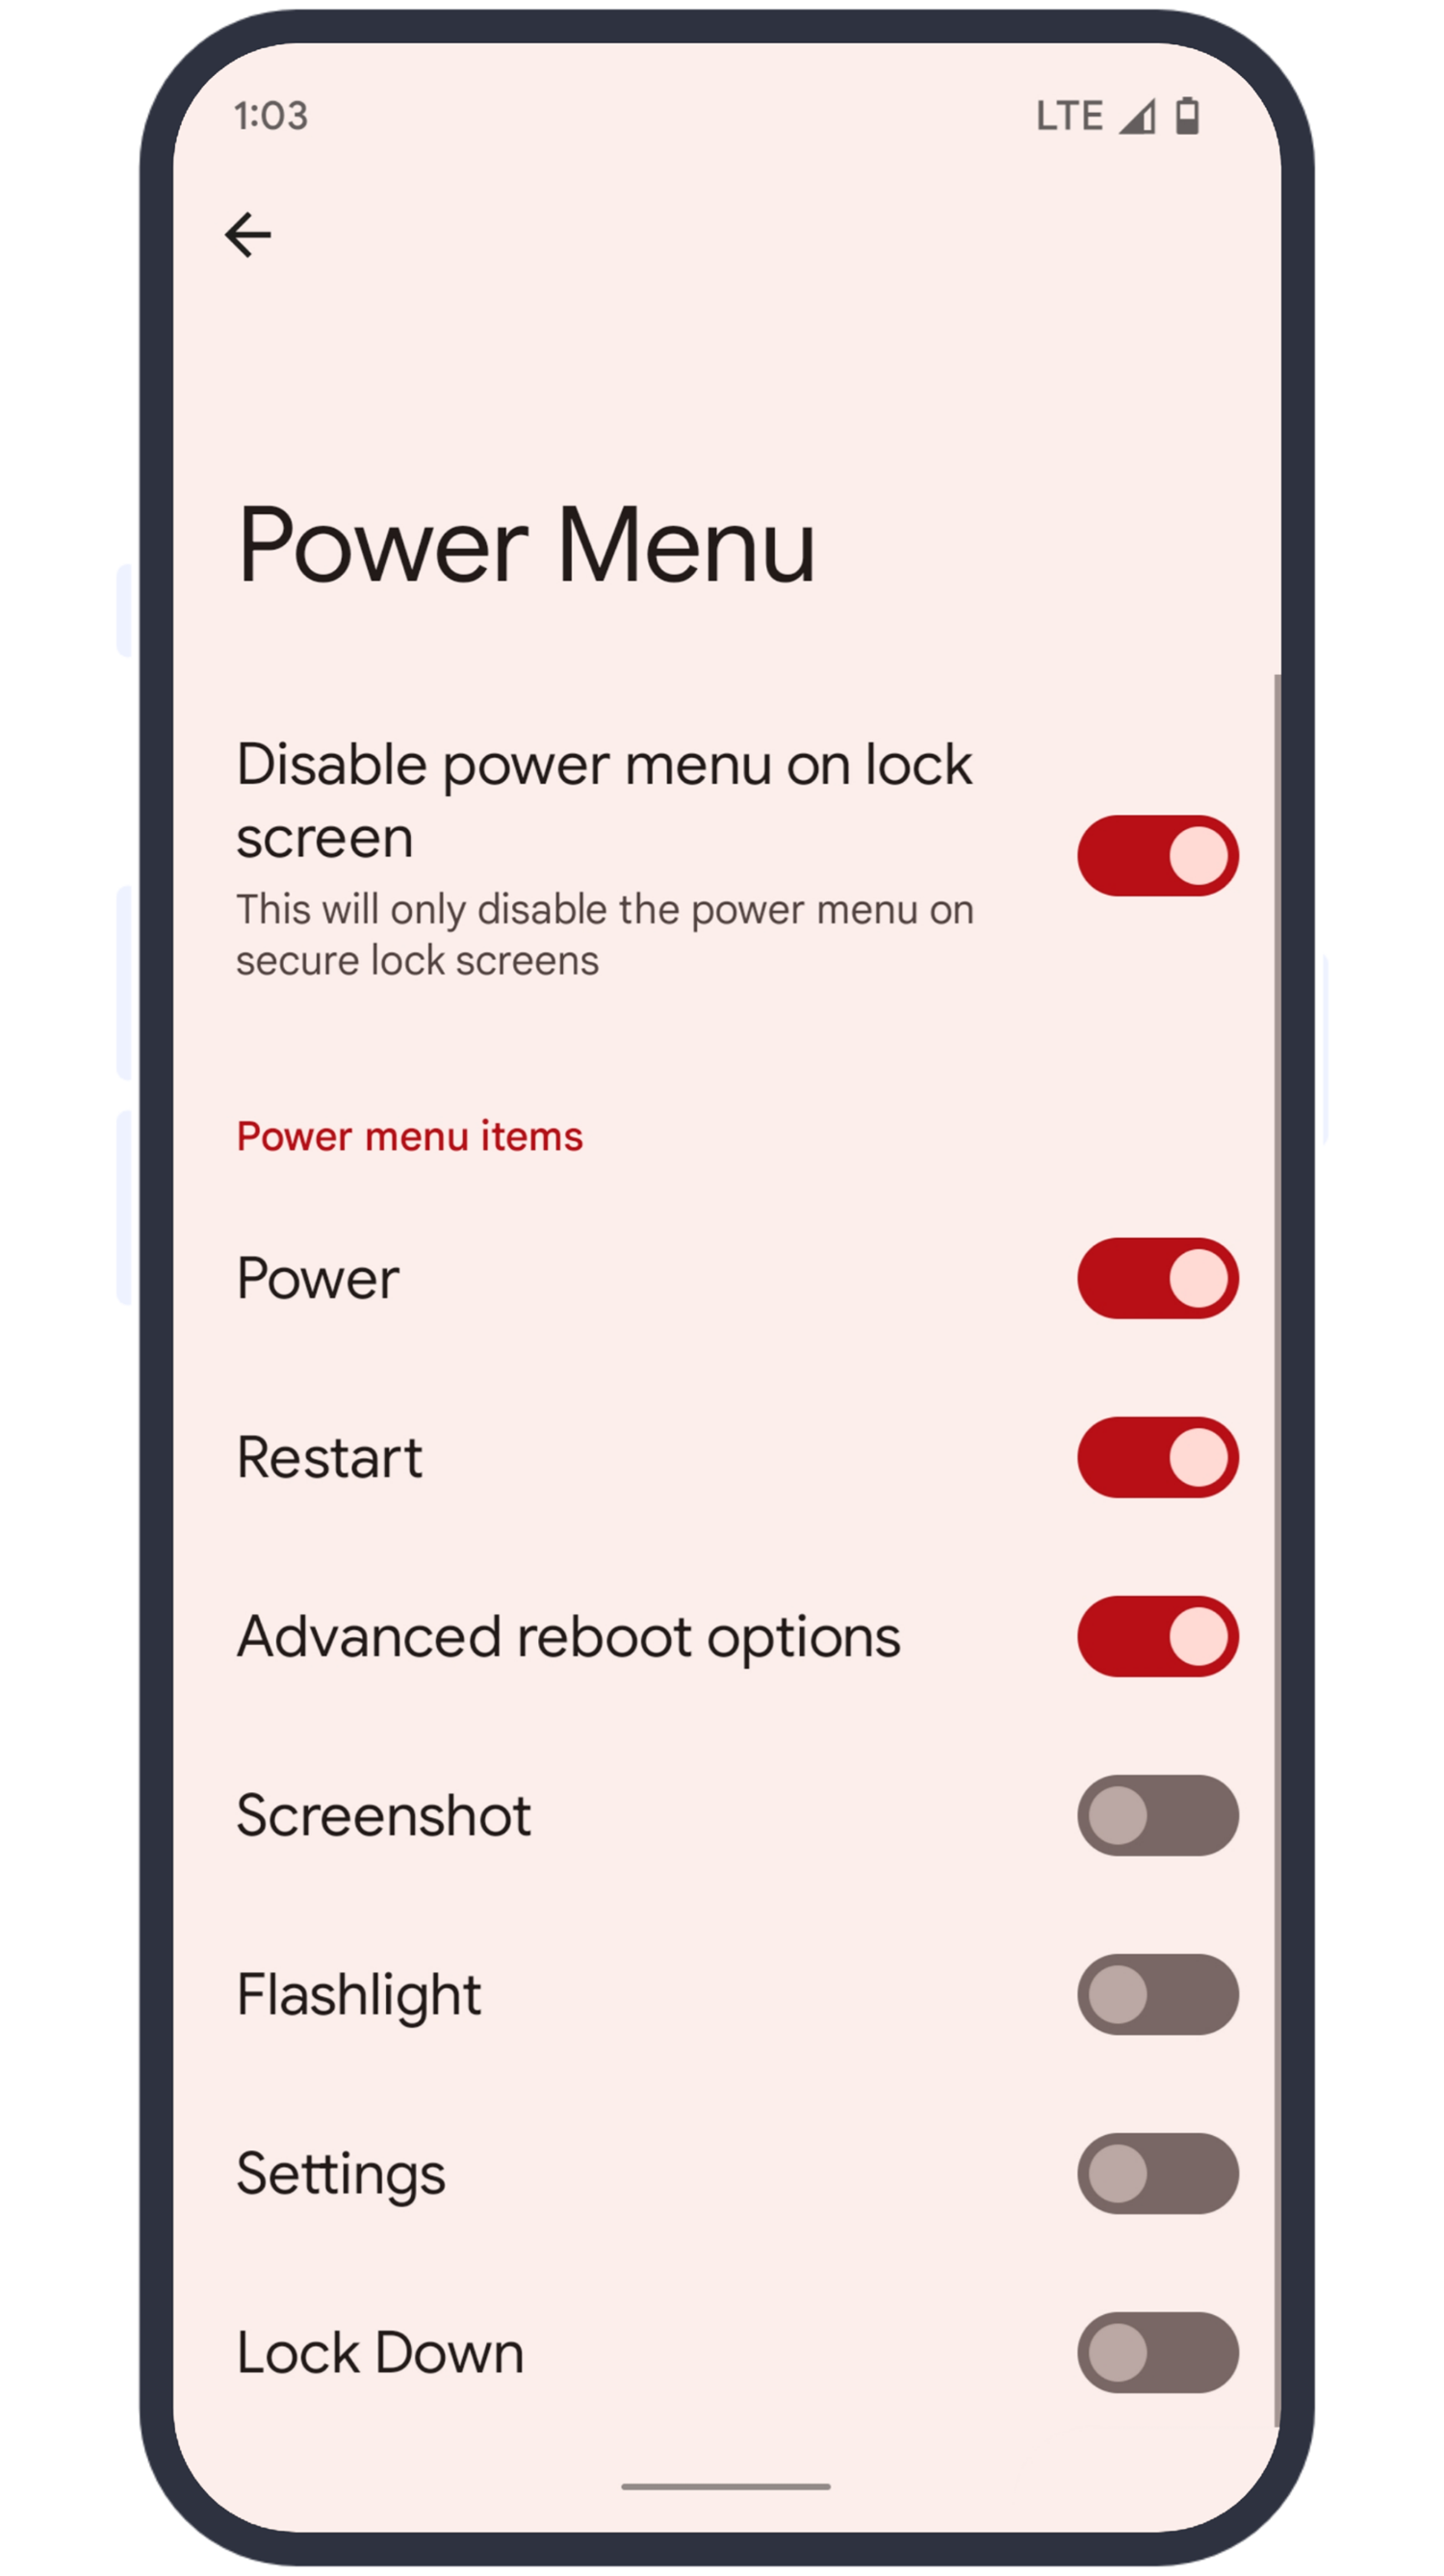 1:03 LTE
Power Menu
Disable power menu on lock
screen
This will only disable the power menu on
secure lock screens
Power menu items
Power
Restart
Advanced reboot options
Screenshot
Flashlight
Settings
Lock Down